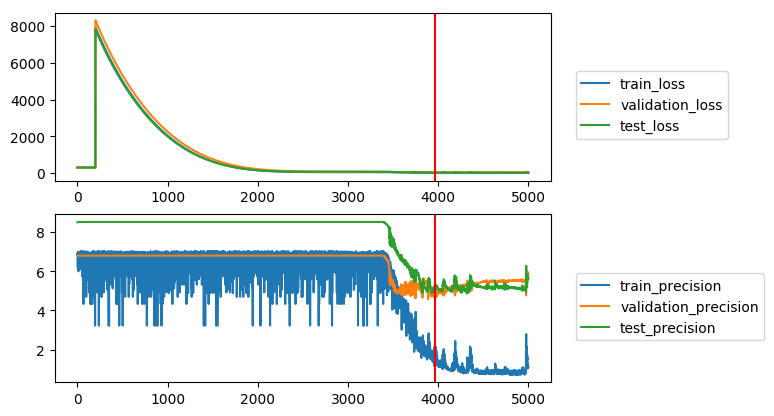 8000
6000
4000
2000
0
0 1000 2000 3000 4000 5000
train_loss
validation_loss
test_loss
8
6
4
2
0 1000 2000 3000 4000 5000
train_precision
validation_precision
test_precision